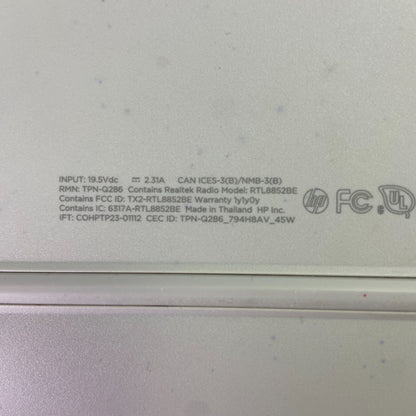 INPUT: 19.5Vdc ⎓ 2.31A CAN ICES-3(B)/NMB-3(B)
RMN: TPN-Q286 Contains Realtek Radio Model: RTL8852BE
Contains FCC ID: TX2-RTL8852BE Warranty 1y1y0y
Contains IC: 6317A-RTL8852BE Made in Thailand HP Inc.
IFT: COHPTP23-01112 CEC ID: TPN-Q286_794H8AV_45W
hp FC UL